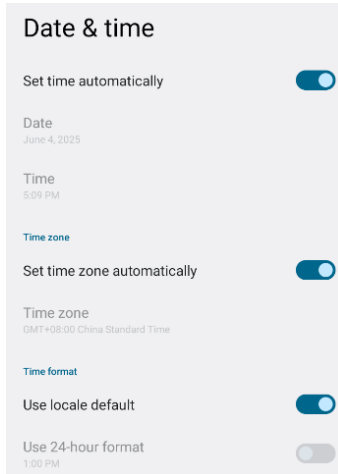 Date & time
Set time automatically
Date
June 4, 2025
Time
5:09 PM
Time zone
Set time zone automatically
Time zone
GMT+08:00 China Standard Time
Time format
Use locale default
Use 24-hour format
1:00 PM